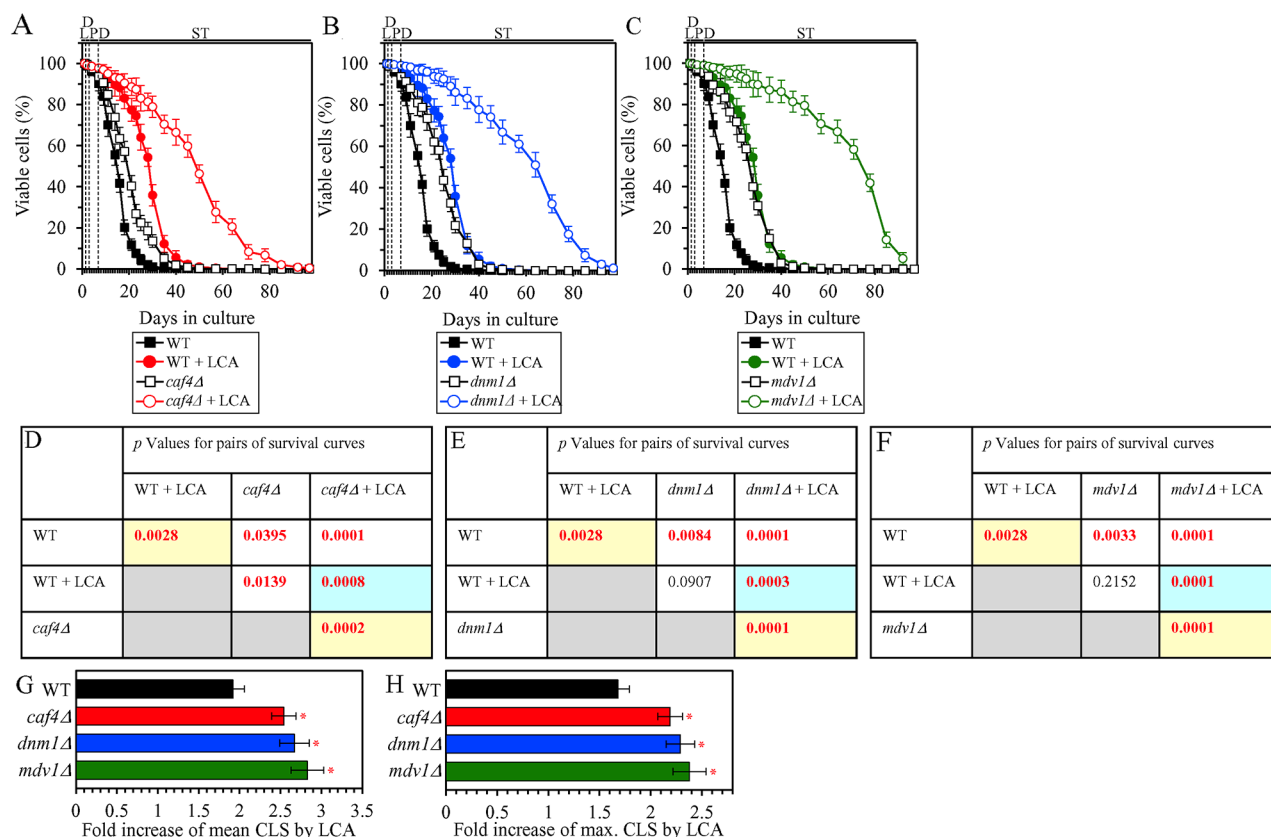 A
D
L PD
ST
Viable cells (%)
100
80
60
40
20
0
0 20 40 60 80
Days in culture
WT
WT + LCA
caf4Δ
caf4Δ + LCA
B
D
L PD
ST
Viable cells (%)
100
80
60
40
20
0
0 20 40 60 80
Days in culture
WT
WT + LCA
dnm1Δ
dnm1Δ + LCA
C
D
L PD
ST
Viable cells (%)
100
80
60
40
20
0
0 20 40 60 80
Days in culture
WT
WT + LCA
mdv1Δ
mdv1Δ + LCA
D
p Values for pairs of survival curves
WT + LCA caf4Δ caf4Δ + LCA
WT 0.0028 0.0395 0.0001
WT + LCA 0.0139 0.0008
caf4Δ 0.0002
E
p Values for pairs of survival curves
WT + LCA dnm1Δ dnm1Δ + LCA
WT 0.0028 0.0084 0.0001
WT + LCA 0.0907 0.0003
dnm1Δ 0.0001
F
p Values for pairs of survival curves
WT + LCA mdv1Δ mdv1Δ + LCA
WT 0.0028 0.0033 0.0001
WT + LCA 0.2152 0.0001
mdv1Δ 0.0001
G
WT
caf4Δ *
dnm1Δ *
mdv1Δ *
0 0.5 1 1.5 2 2.5 3 3.5
Fold increase of mean CLS by LCA
H
WT
caf4Δ *
dnm1Δ *
mdv1Δ *
0 0.5 1 1.5 2 2.5
Fold increase of max. CLS by LCA